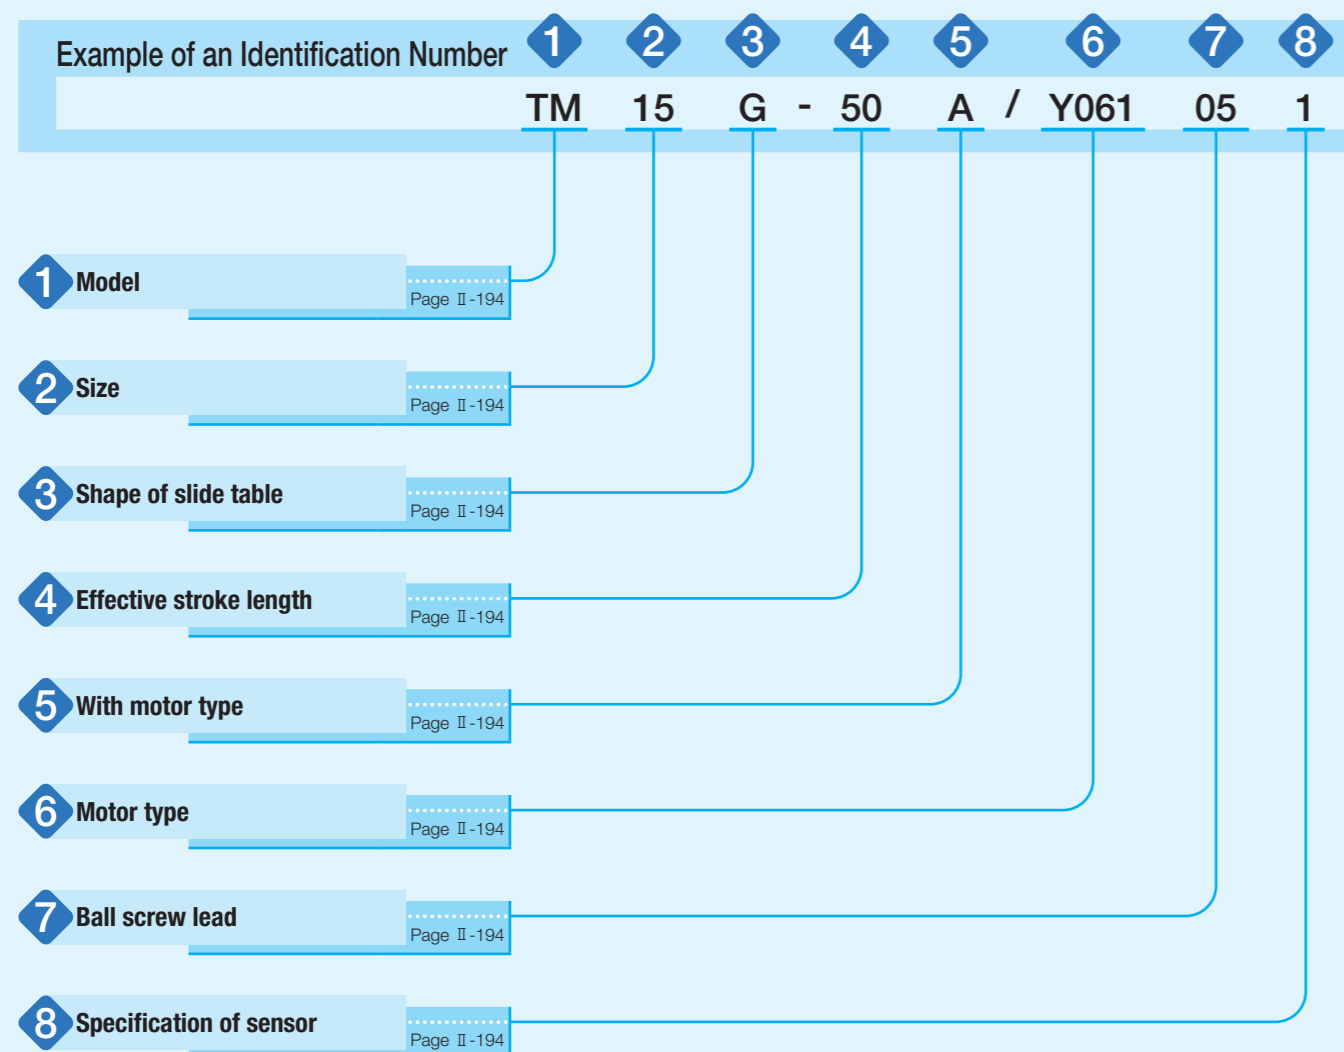 1 2 3 4 5 6 7 8
Example of an Identification Number
TM 15 G - 50 A / Y061 05 1
1 Model
Page Ⅱ-194
2 Size
Page Ⅱ-194
3 Shape of slide table
Page Ⅱ-194
4 Effective stroke length
Page Ⅱ-194
5 With motor type
Page Ⅱ-194
6 Motor type
Page Ⅱ-194
7 Ball screw lead
Page Ⅱ-194
8 Specification of sensor
Page Ⅱ-194